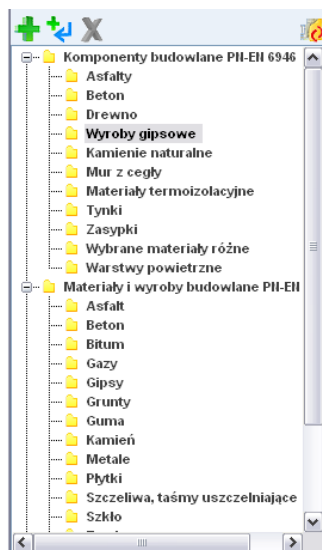 Komponenty budowlane PN-EN 6946
Asfalty
Beton
Drewno
Wyroby gipsowe
Kamienie naturalne
Mur z cegły
Materiały termoizolacyjne
Tynki
Zasypki
Wybrane materiały różne
Warstwy powietrzne
Materiały i wyroby budowlane PN-EN
Asfalt
Beton
Bitum
Gazy
Gipsy
Grunty
Guma
Kamień
Metale
Płytki
Szczeliwa, taśmy uszczelniające
Szkło